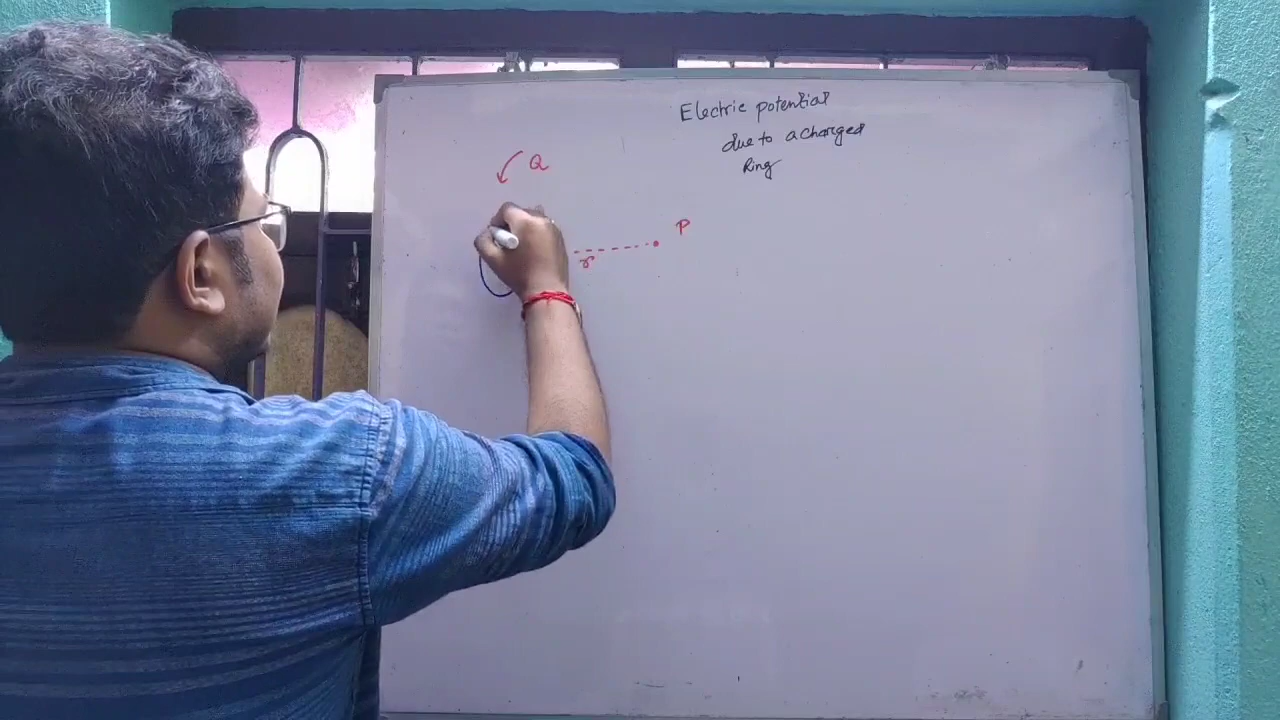 Electric potential
due to a charged
Ring
Q
P
r